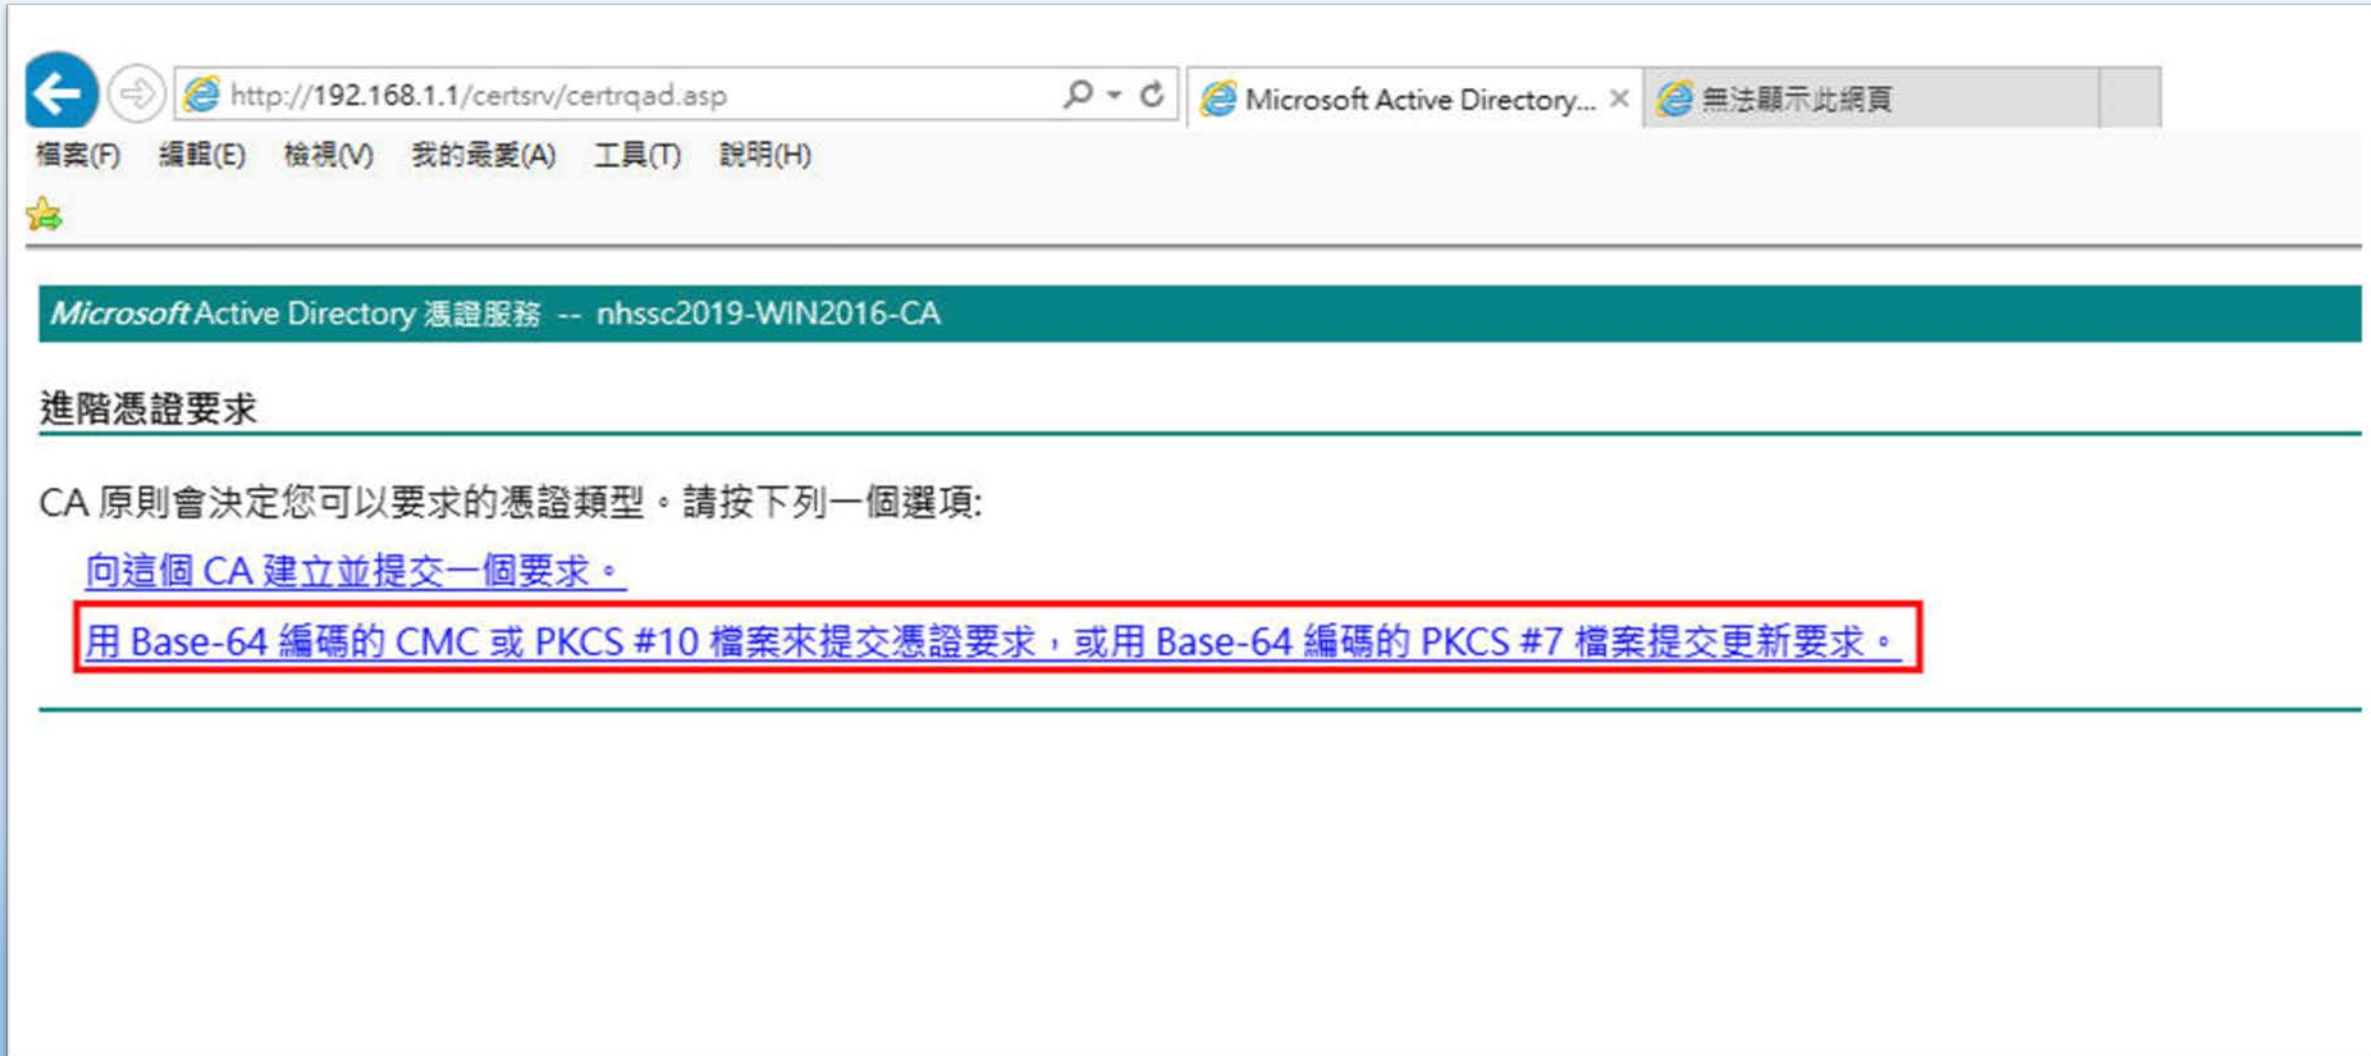 http://192.168.1.1/certsrv/certrqad.asp
Microsoft Active Directory...
無法顯示此網頁
檔案(F) 編輯(E) 檢視(V) 我的最愛(A) 工具(T) 說明(H)
Microsoft Active Directory 憑證服務 -- nhssc2019-WIN2016-CA
進階憑證要求
CA 原則會決定您可以要求的憑證類型。請按下列一個選項:
向這個 CA 建立並提交一個要求。
用 Base-64 編碼的 CMC 或 PKCS #10 檔案來提交憑證要求，或用 Base-64 編碼的 PKCS #7 檔案提交更新要求。